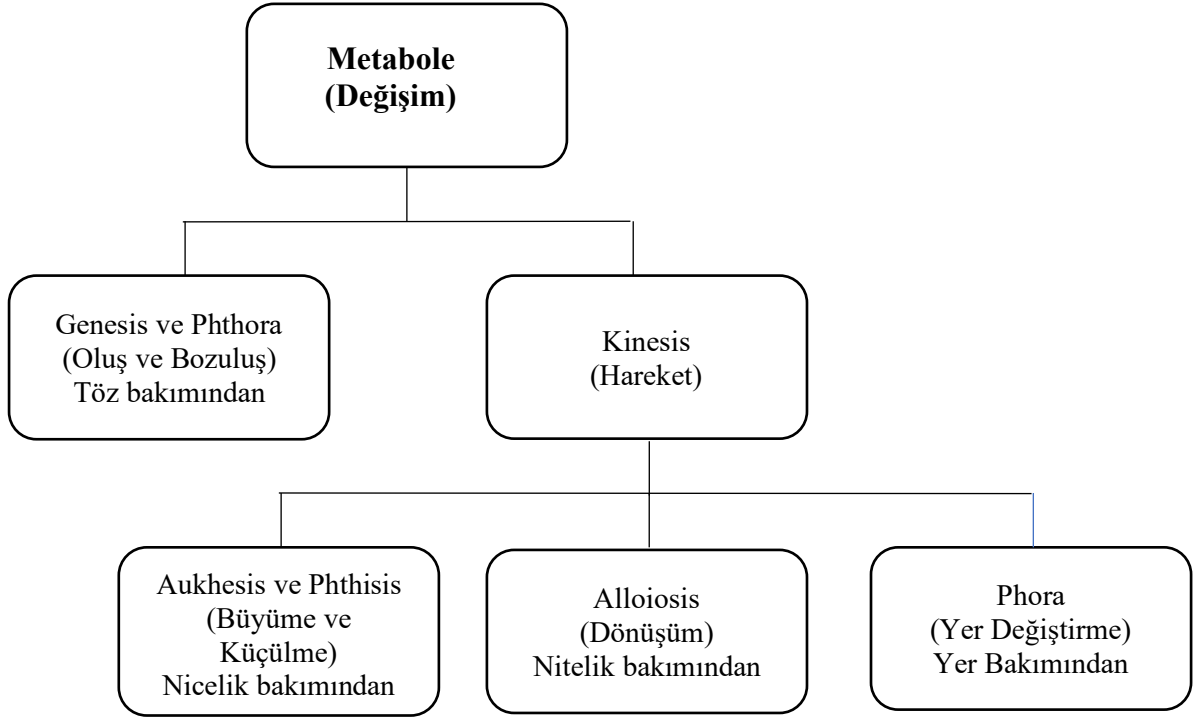 Metabole
(Değişim)
Genesis ve Phthora
(Oluş ve Bozuluş)
Töz bakımından
Kinesis
(Hareket)
Aukhesis ve Phthisis
(Büyüme ve
Küçülme)
Nicelik bakımından
Alloiosis
(Dönüşüm)
Nitelik bakımından
Phora
(Yer Değiştirme)
Yer Bakımından